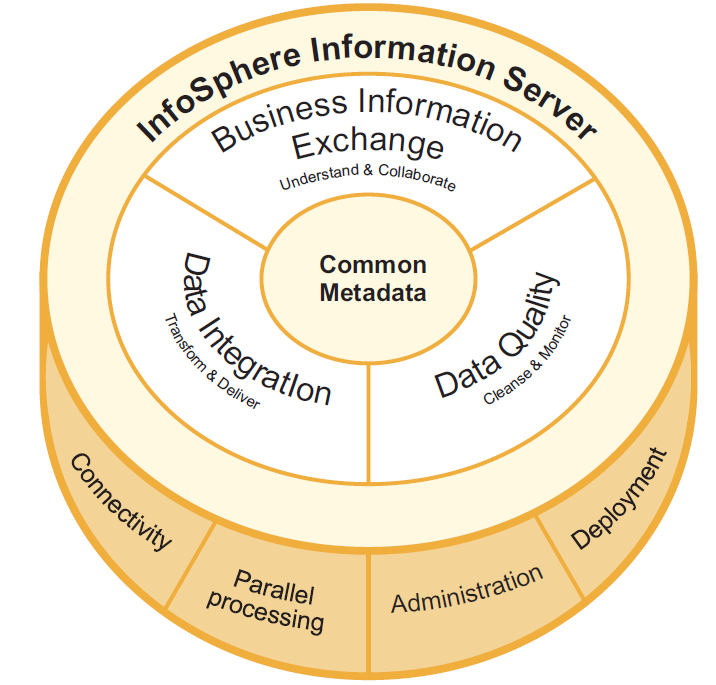 InfoSphere Information Server
Business Information
Exchange
Understand & Collaborate
Common
Metadata
Data IntegratIon
Transform & Deliver
Data Quality
Cleanse & Monitor
Connectivity
Parallel
processing
Administration
Deployment